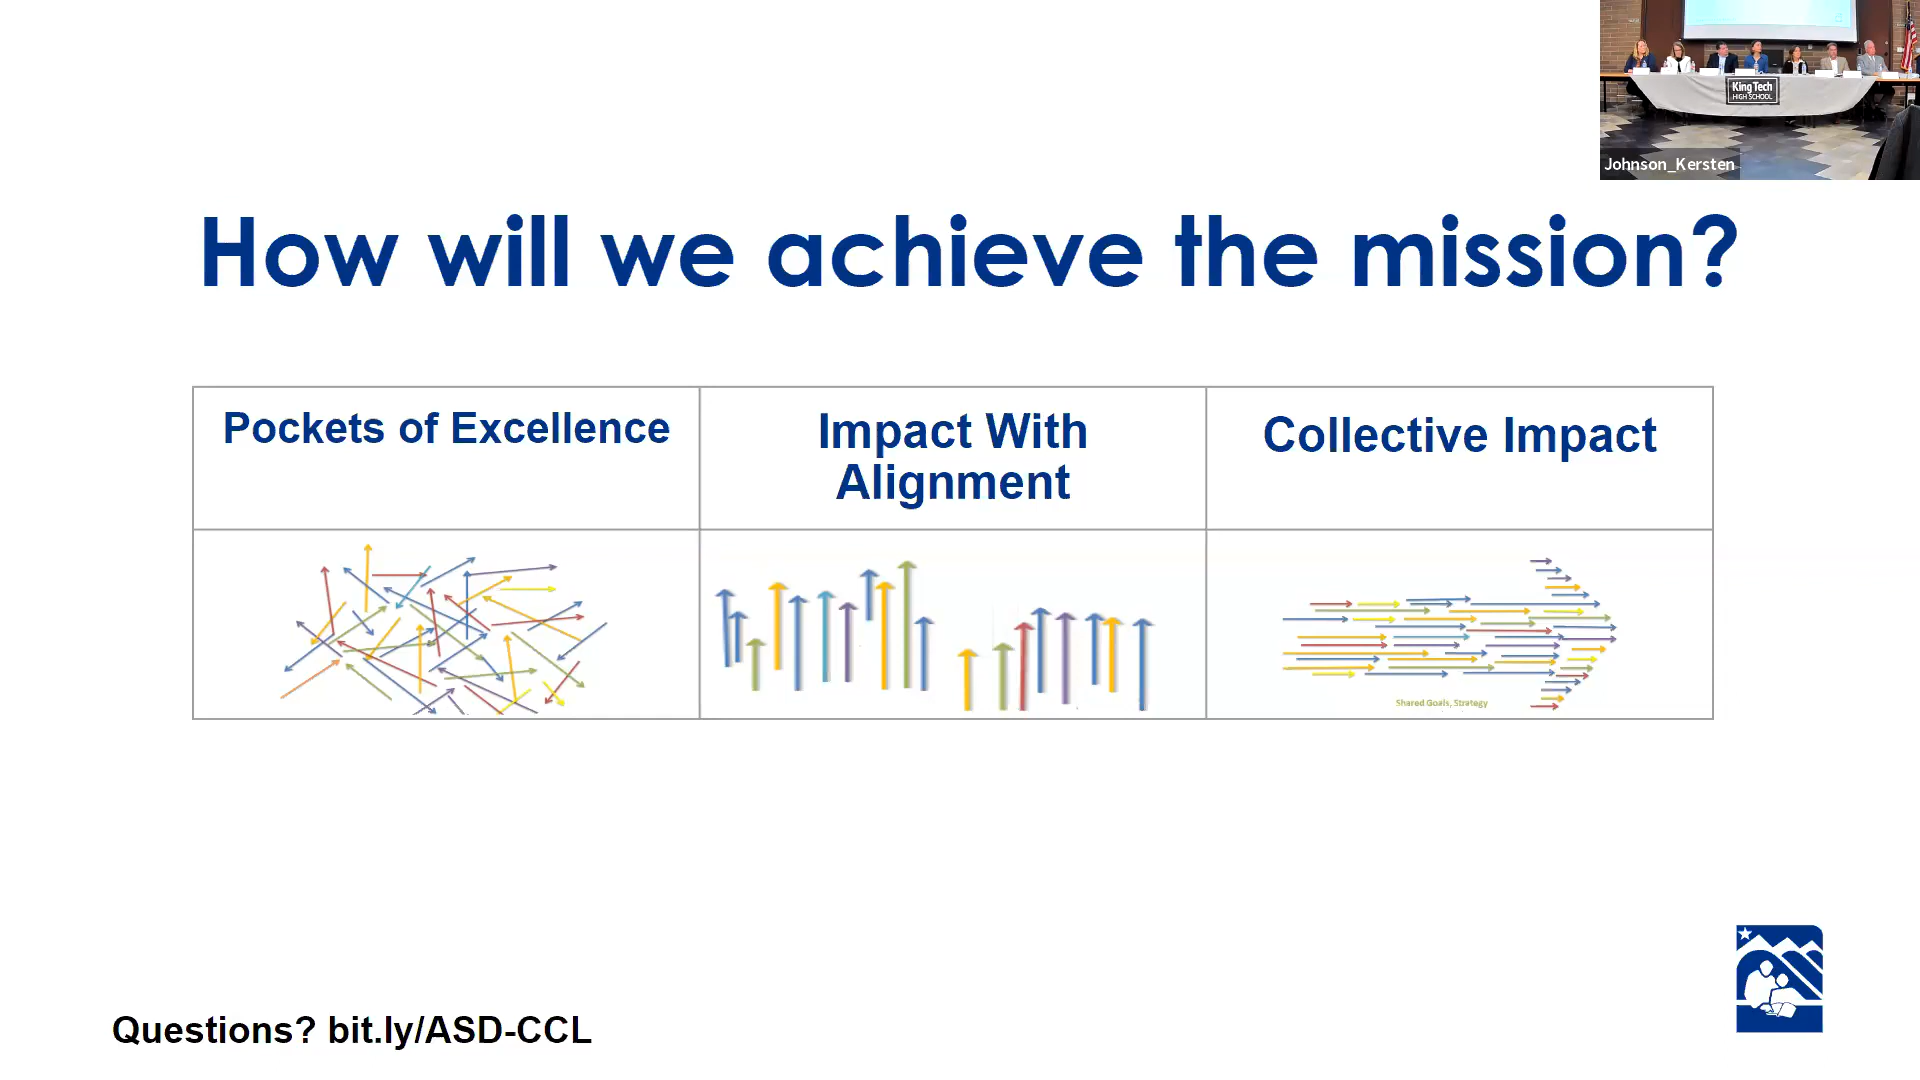 King Tech
HIGH SCHOOL
Johnson_Kersten
How will we achieve the mission?
Pockets of Excellence
Impact With
Alignment
Collective Impact
Shared Goals, Strategy
Questions? bit.ly/ASD-CCL